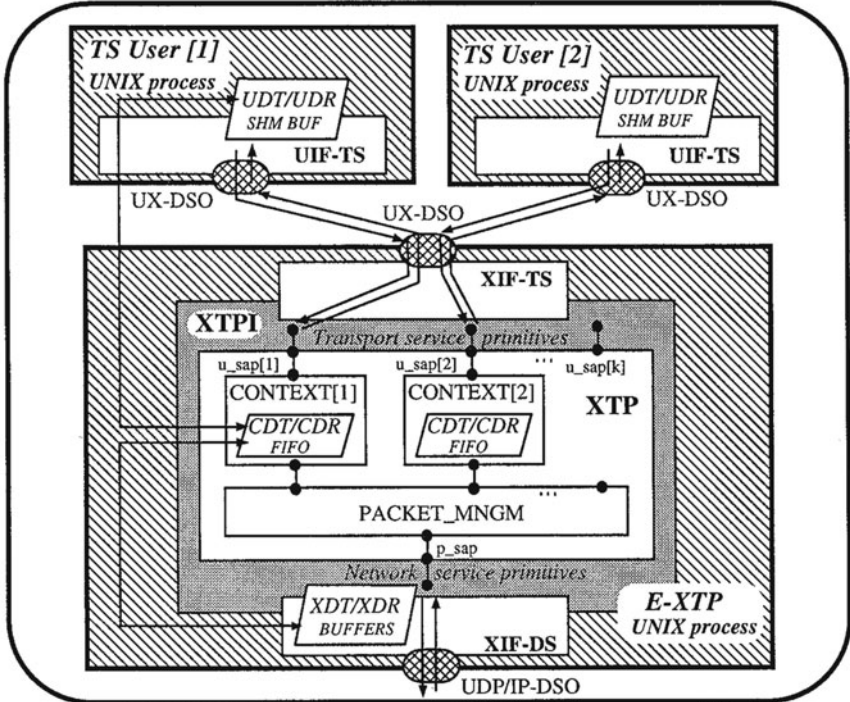 TS User [1]
UNIX process
UDT/UDR
SHM BUF
UIF-TS
UX-DSO
TS User [2]
UNIX process
UDT/UDR
SHM BUF
UIF-TS
UX-DSO
UX-DSO
XIF-TS
XTPI
Transport service primitives
u_sap[1]
u_sap[2]
...
u_sap[k]
CONTEXT[1]
CDT/CDR
FIFO
CONTEXT[2]
CDT/CDR
FIFO
XTP
...
PACKET_MNGM
p_sap
Network service primitives
XDT/XDR
BUFFERS
XIF-DS
E-XTP
UNIX process
UDP/IP-DSO